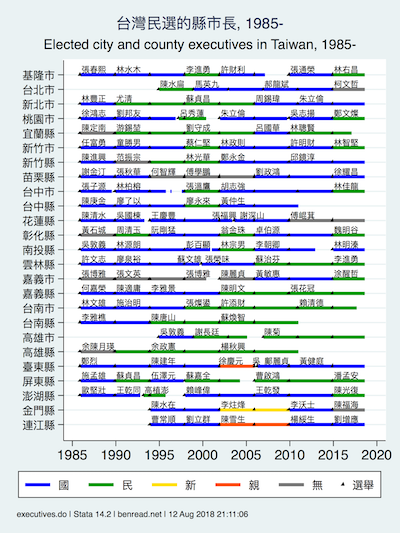 台灣民選的縣市長, 1985-
Elected city and county executives in Taiwan, 1985-
基隆市 張春熙 林水木 李進勇 許財利 張通榮 林右昌
台北市 陳水扁 馬英九 郝龍斌 柯文哲
新北市 林豐正 尤清 蘇貞昌 周錫瑋 朱立倫
桃園市 徐鴻志 劉邦友 呂秀蓮 朱立倫 吳志揚 鄭文燦
宜蘭縣 陳定南 游錫堃 劉守成 呂國華 林聰賢
新竹市 任富勇 童勝男 蔡仁堅 林政則 許明財 林智堅
新竹縣 陳進興 范振宗 林光華 鄭永金 邱鏡淳
苗栗縣 謝金汀 張秋華 何智輝 傅學鵬 劉政鴻 徐耀昌
台中市 張子源 林柏榕 張溫鷹 胡志強 林佳龍
台中縣 陳庚金 廖了以 廖永來 黃仲生
花蓮縣 陳清水 吳國棟 王慶豐 張福興 謝深山 傅崐萁
彰化縣 黃石城 周清玉 阮剛猛 翁金珠 卓伯源 魏明谷
南投縣 吳敦義 林源朗 彭百顯 林宗男 李朝卿 林明溱
雲林縣 許文志 廖泉裕 蘇文雄 張榮味 蘇治芬 李進勇
嘉義市 張博雅 張文英 張博雅 陳麗貞 黃敏惠 涂醒哲
嘉義縣 何嘉榮 陳適庸 李雅景 陳明文 張花冠
台南市 林文雄 施治明 張燦鍙 許添財 賴清德
台南縣 李雅樵 陳唐山 蘇煥智
高雄市 吳敦義 謝長廷 陳菊
高雄縣 余陳月瑛 余政憲 楊秋興
臺東縣 鄭烈 陳建年 徐慶元 吳 鄺麗貞 黃健庭
屏東縣 施孟雄 蘇貞昌 伍澤元 蘇嘉全 曹啟鴻 潘孟安
澎湖縣 歐堅壯 王乾同 高植澎 賴峰偉 王乾發 陳光復
金門縣 陳水在 李炷烽 李沃士 陳福海
連江縣 曹常順 劉立群 陳雪生 楊綏生 劉增應
1985 1990 1995 2000 2005 2010 2015 2020
國 民 新 親 無 選舉
executives.do | Stata 14.2 | benread.net | 12 Aug 2018 21:11:06